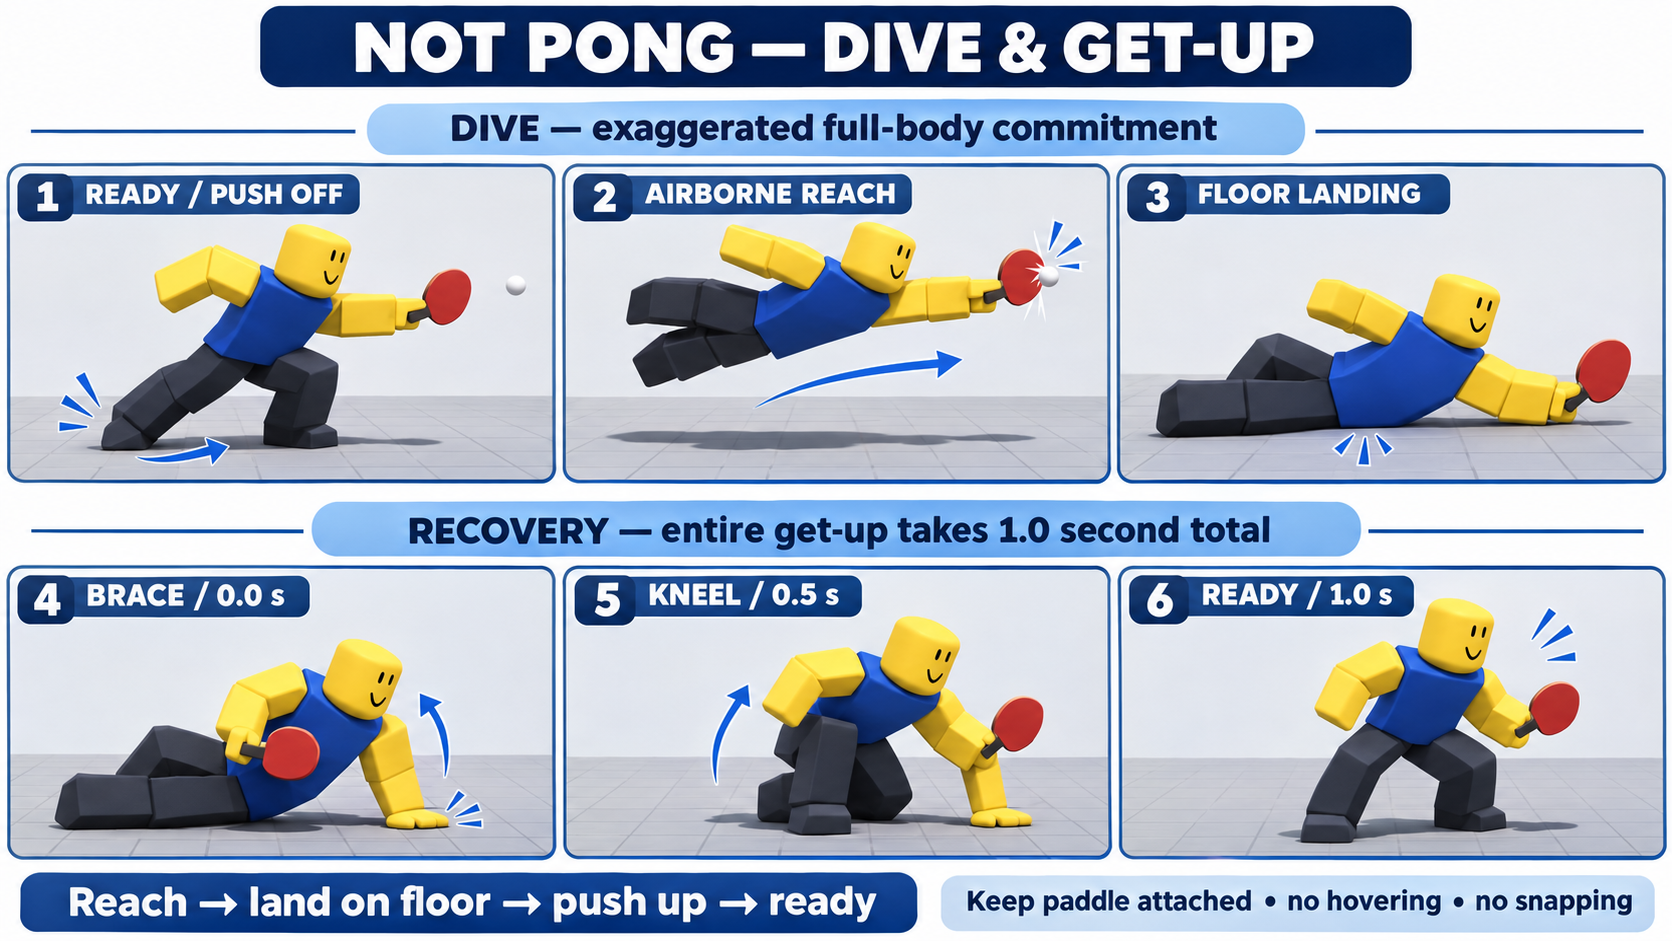 NOT PONG — DIVE & GET-UP
DIVE — exaggerated full-body commitment
1 READY / PUSH OFF
2 AIRBORNE REACH
3 FLOOR LANDING
RECOVERY — entire get-up takes 1.0 second total
4 BRACE / 0.0 s
5 KNEEL / 0.5 s
6 READY / 1.0 s
Reach → land on floor → push up → ready
Keep paddle attached • no hovering • no snapping